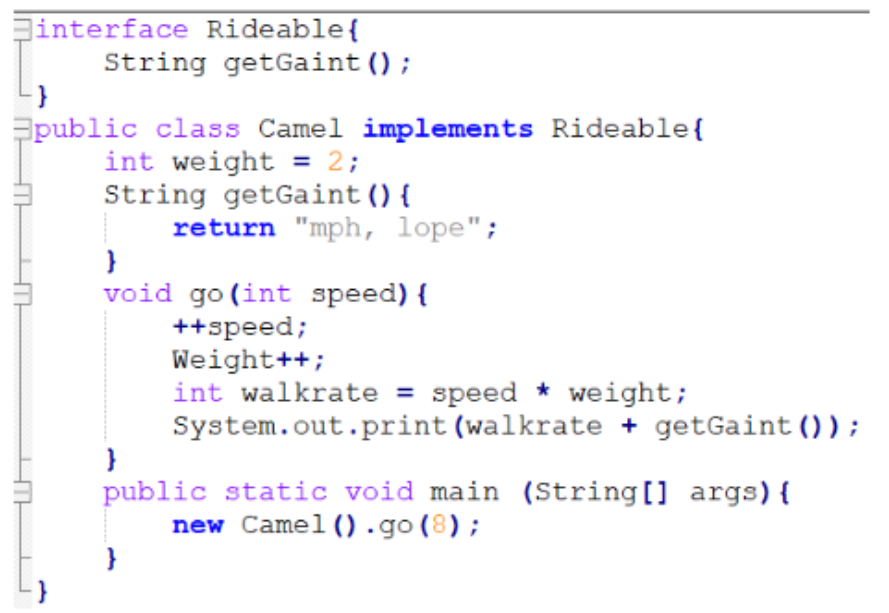 interface Rideable{
    String getGaint();
}
public class Camel implements Rideable{
    int weight = 2;
    String getGaint(){
        return "mph, lope";
    }
    void go(int speed){
        ++speed;
        Weight++;
        int walkrate = speed * weight;
        System.out.print(walkrate + getGaint());
    }
    public static void main (String[] args){
        new Camel().go(8);
    }
}